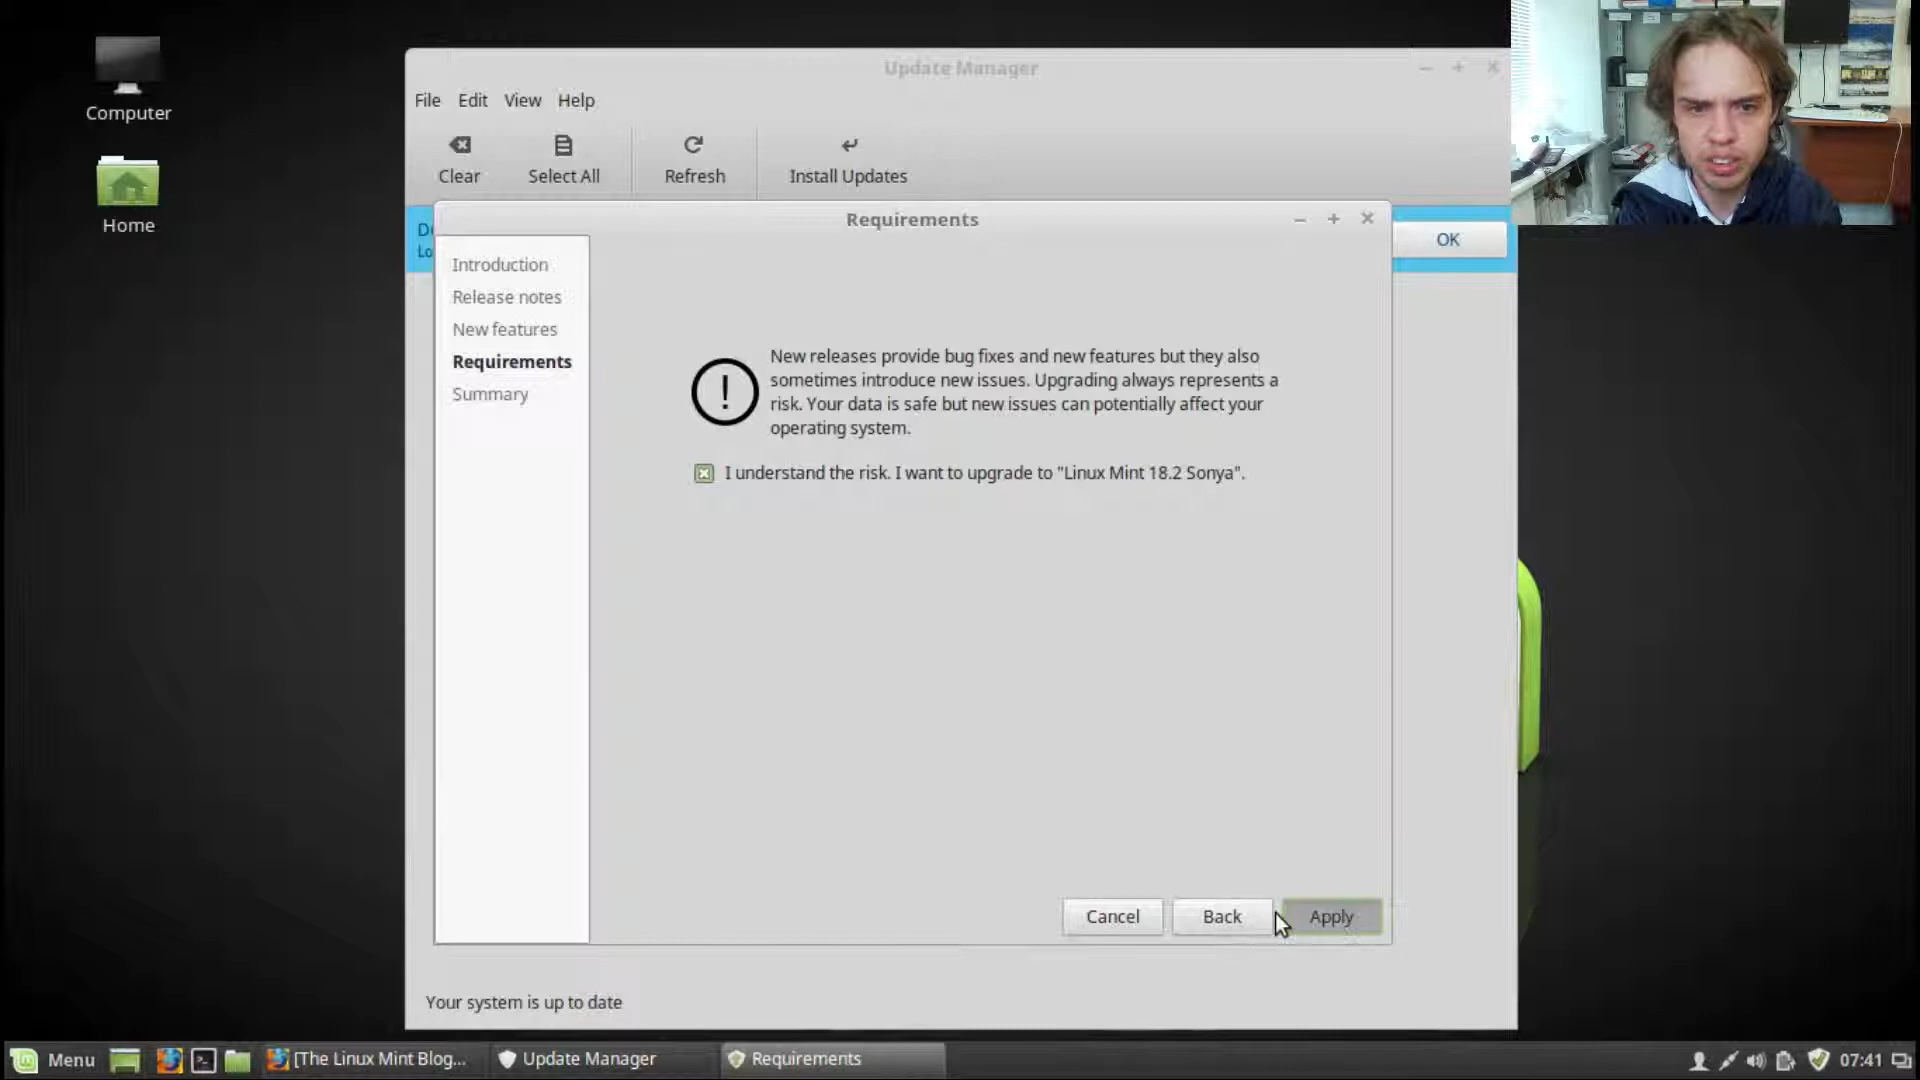 Computer
Home
Update Manager
File Edit View Help
Clear Select All Refresh Install Updates
Requirements
OK
Introduction
Release notes
New features
Requirements
Summary
New releases provide bug fixes and new features but they also
sometimes introduce new issues. Upgrading always represents a
risk. Your data is safe but new issues can potentially affect your
operating system.
I understand the risk. I want to upgrade to "Linux Mint 18.2 Sonya".
Cancel Back Apply
Your system is up to date
Menu [The Linux Mint Blog... Update Manager Requirements 07:41